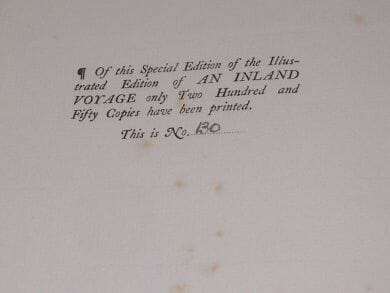 ¶ Of this Special Edition of the Illus-
trated Edition of AN INLAND
VOYAGE only Two Hundred and
Fifty Copies have been printed.
This is No. 130